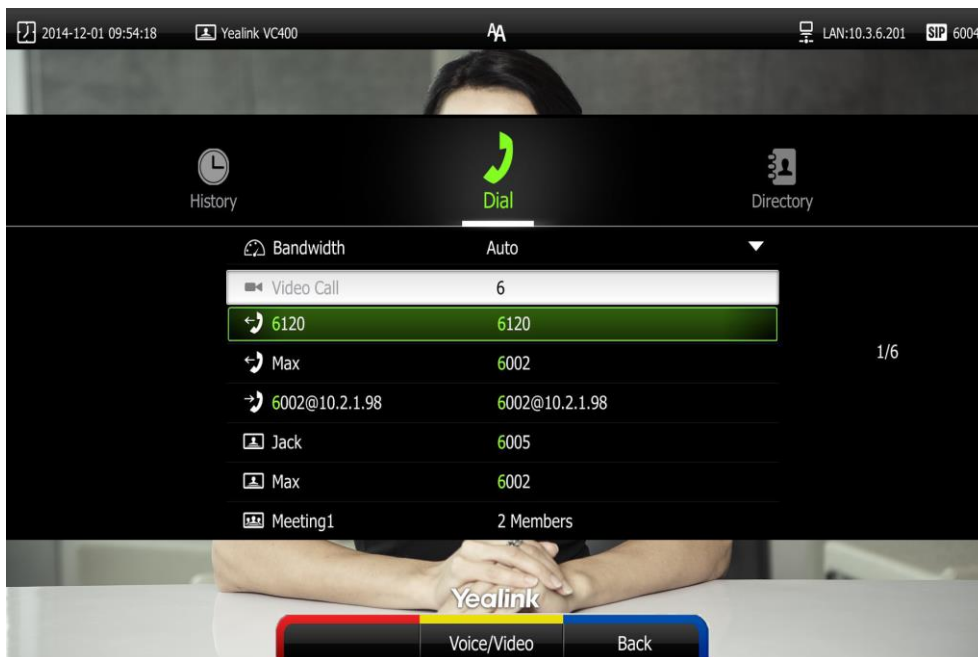 2014-12-01 09:54:18 Yealink VC400 AA LAN:10.3.6.201 SIP 6004
History Dial Directory
Bandwidth Auto
Video Call 6
6120 6120
Max 6002
1/6
6002@10.2.1.98 6002@10.2.1.98
Jack 6005
Max 6002
Meeting1 2 Members
Yealink
Voice/Video Back